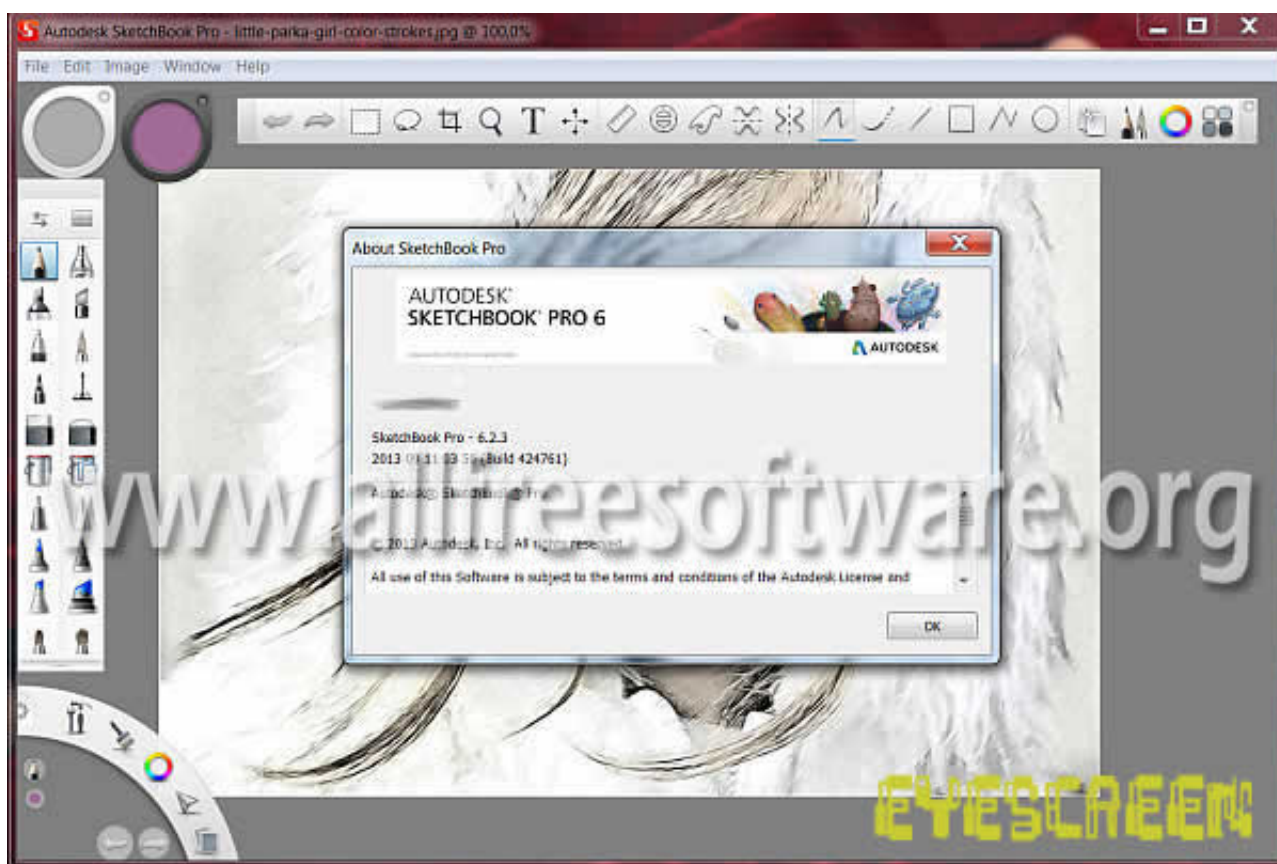 Autodesk SketchBook Pro - little-parka-girl-color-strokes.jpg @ 100,0%
File Edit Image Window Help
T
About SketchBook Pro
AUTODESK®
SKETCHBOOK® PRO 6
AUTODESK
SketchBook Pro - 6.2.3
2013 (Build 424761)
Autodesk® SketchBook® Pro
© 2013 Autodesk, Inc. All rights reserved.
All use of this Software is subject to the terms and conditions of the Autodesk License and
OK
www.allfreesoftware.org
EYESCREEN